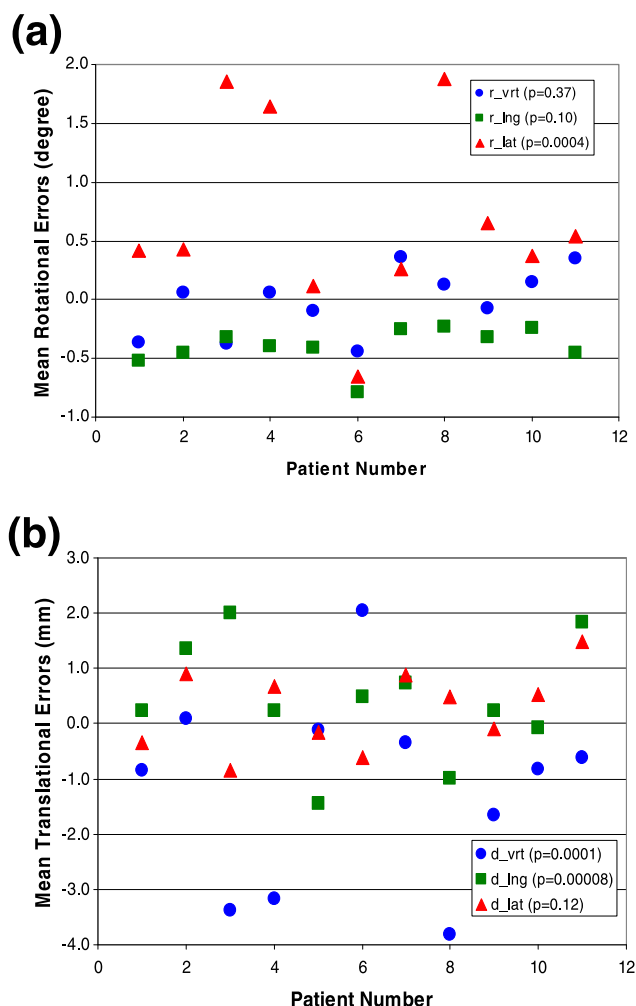 (a)
Mean Rotational Errors (degree)
2.0
1.5
1.0
0.5
0.0
-0.5
-1.0
r_vrt (p=0.37)
r_lng (p=0.10)
r_lat (p=0.0004)
0 2 4 6 8 10 12
Patient Number
(b)
Mean Translational Errors (mm)
3.0
2.0
1.0
0.0
-1.0
-2.0
-3.0
-4.0
d_vrt (p=0.0001)
d_lng (p=0.00008)
d_lat (p=0.12)
0 2 4 6 8 10 12
Patient Number